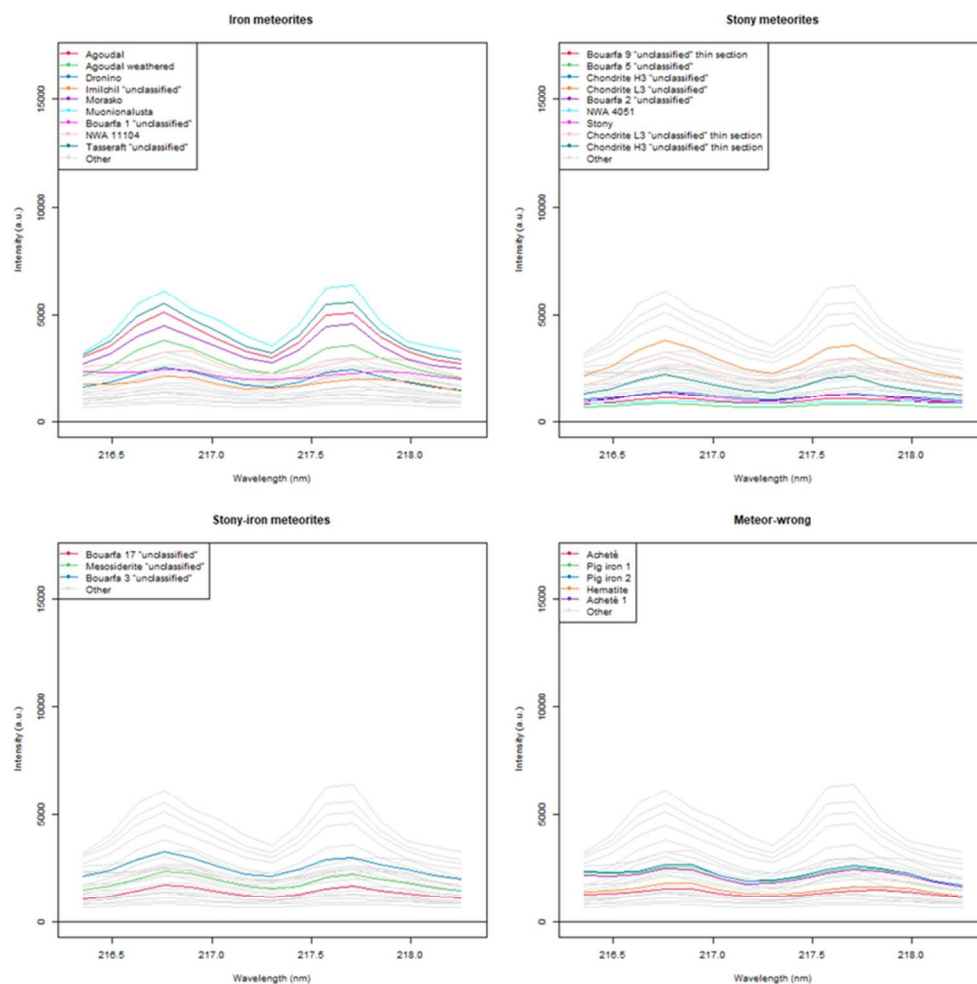 Iron meteorites
Agoudal
Agoudal weathered
Dronino
Imilchil "unclassified"
Morasko
Muonionalusta
Bouarfa 1 "unclassified"
NWA 11104
Tasseraft "unclassified"
Other
Intensity (a.u.)
0
5000
10000
15000
216.5
217.0
217.5
218.0
Wavelength (nm)
Stony meteorites
Bouarfa 9 "unclassified" thin section
Bouarfa 5 "unclassified"
Chondrite H3 "unclassified"
Chondrite L3 "unclassified"
Bouarfa 2 "unclassified"
NWA 4051
Stony
Chondrite L3 "unclassified" thin section
Chondrite H3 "unclassified" thin section
Other
Intensity (a.u.)
0
5000
10000
15000
216.5
217.0
217.5
218.0
Wavelength (nm)
Stony-iron meteorites
Bouarfa 17 "unclassified"
Mesosiderite "unclassified"
Bouarfa 3 "unclassified"
Other
Intensity (a.u.)
0
5000
10000
15000
216.5
217.0
217.5
218.0
Wavelength (nm)
Meteor-wrong
Achetè
Pig iron 1
Pig iron 2
Hematite
Achetè 1
Other
Intensity (a.u.)
0
5000
10000
15000
216.5
217.0
217.5
218.0
Wavelength (nm)